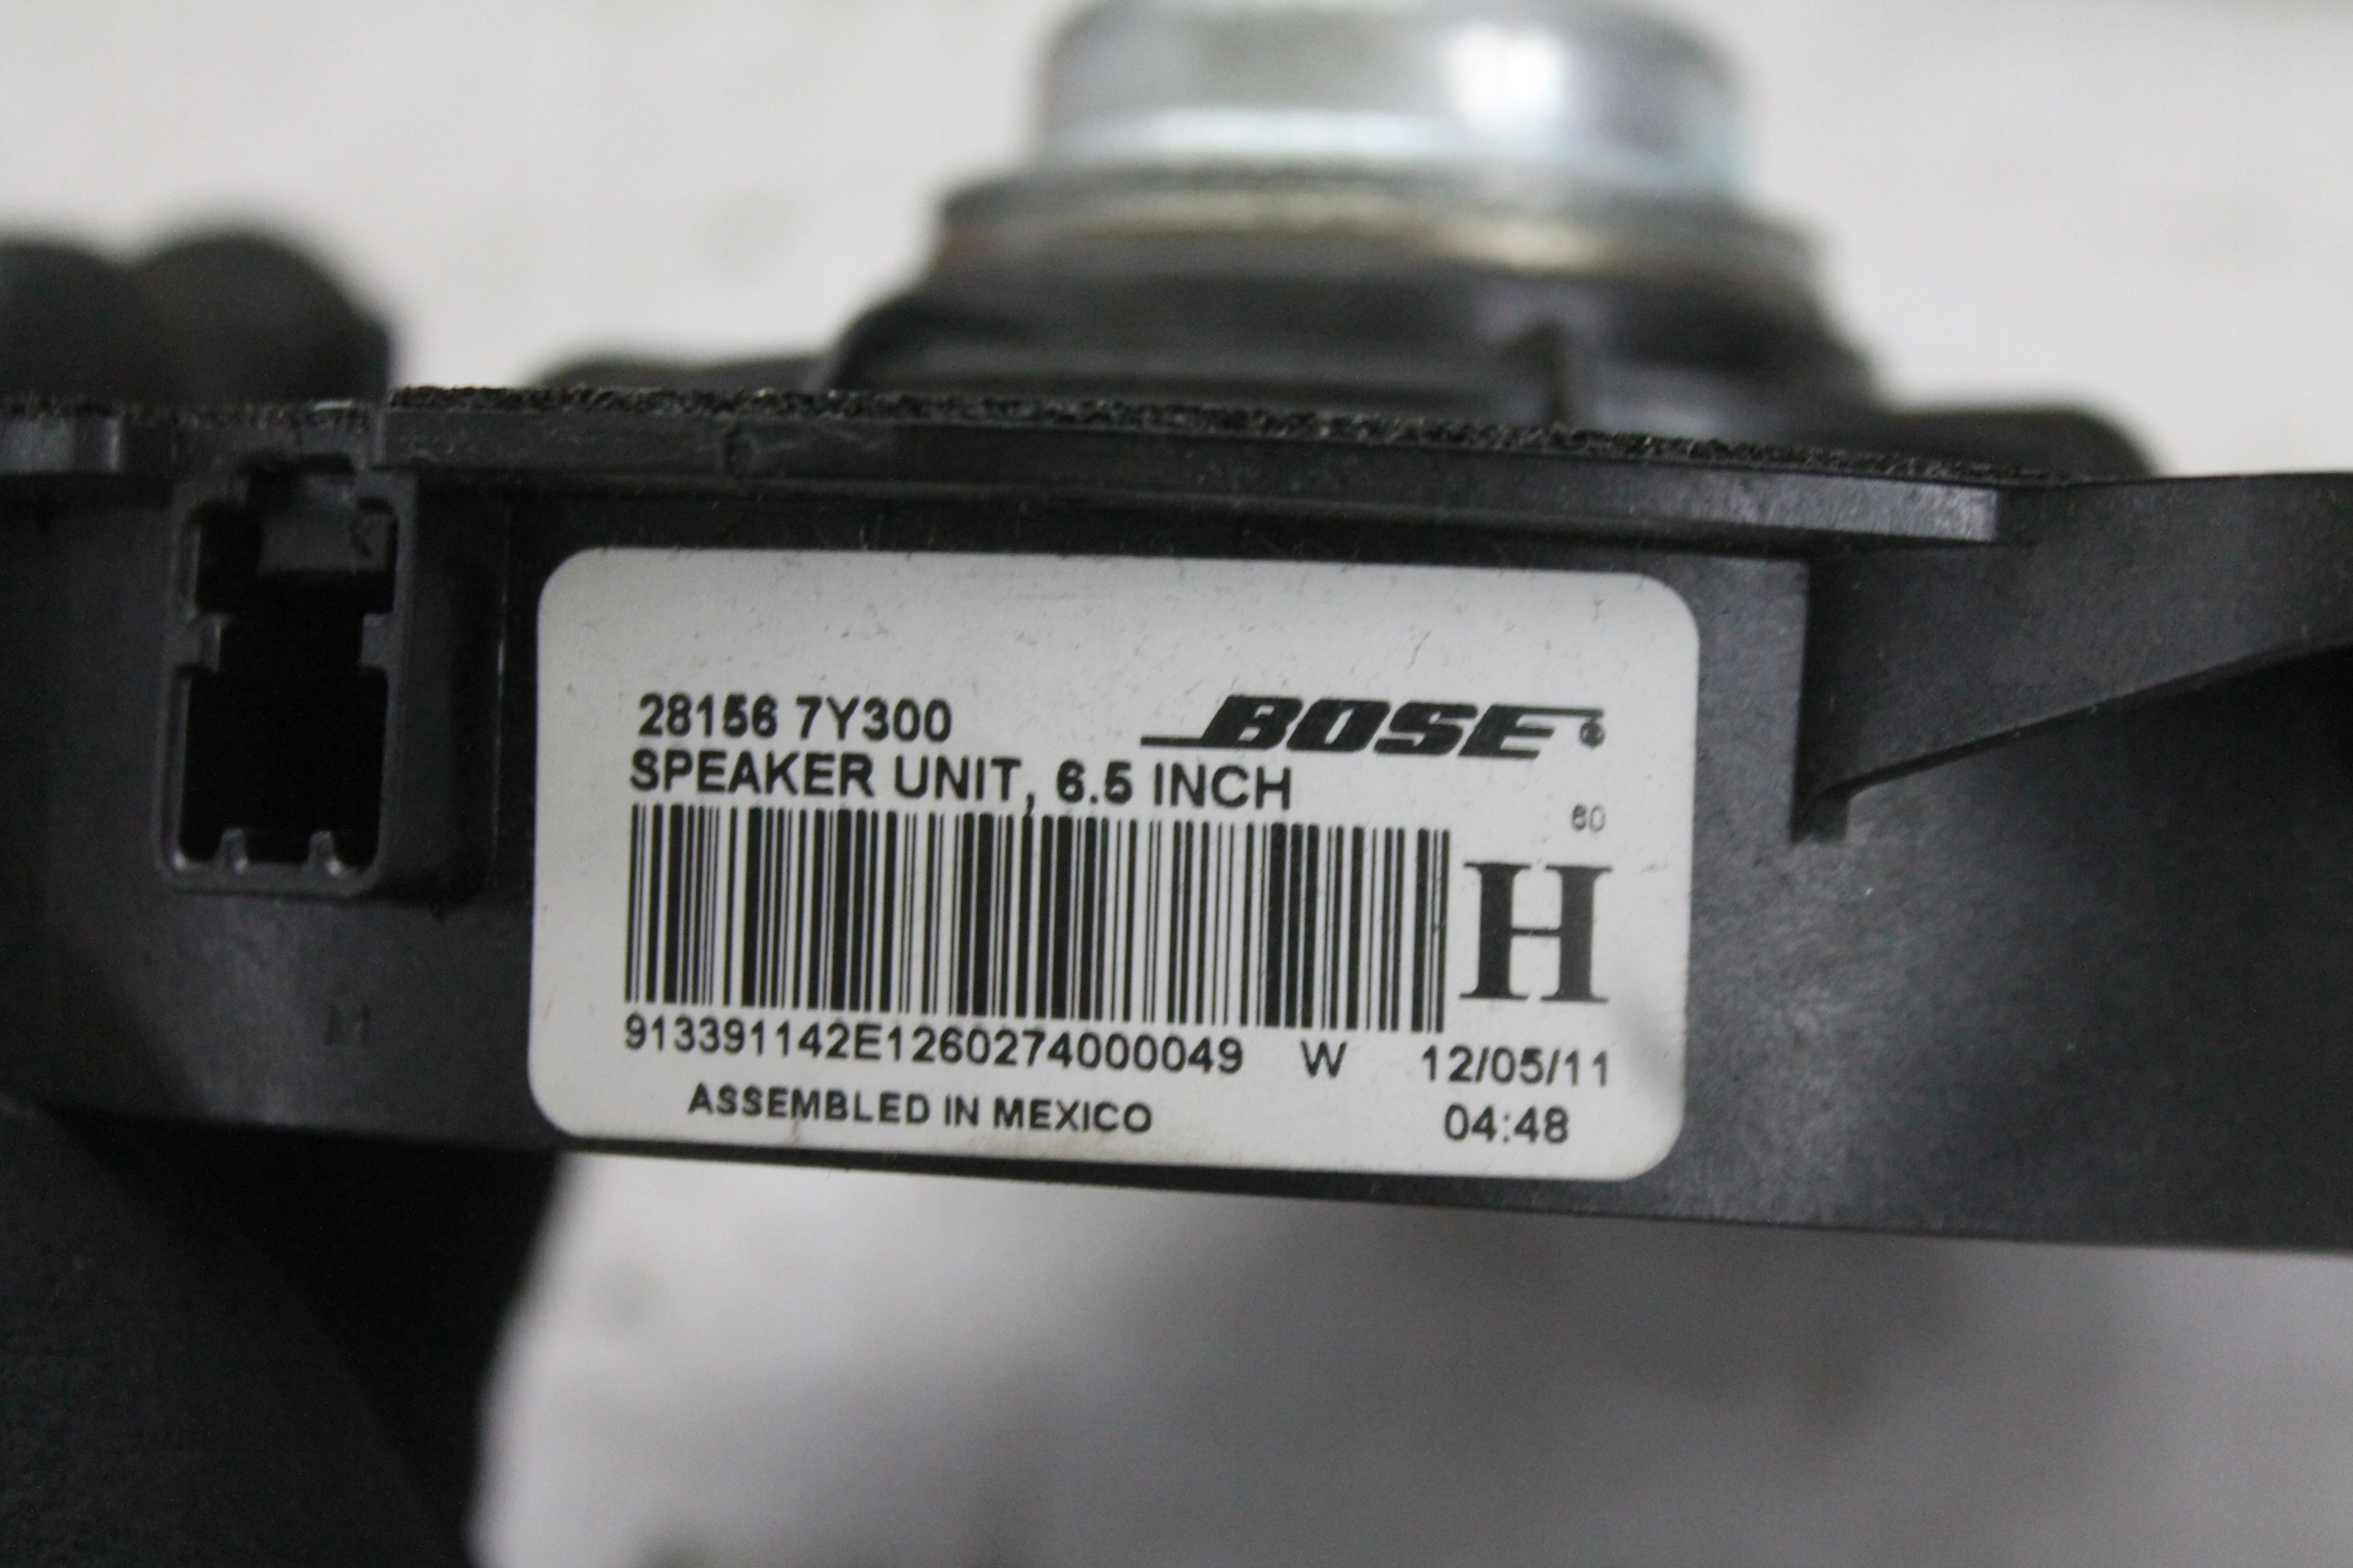 28156 7Y300 BOSE®
SPEAKER UNIT, 6.5 INCH
60
H
913391142E1260274000049 W 12/05/11
ASSEMBLED IN MEXICO 04:48